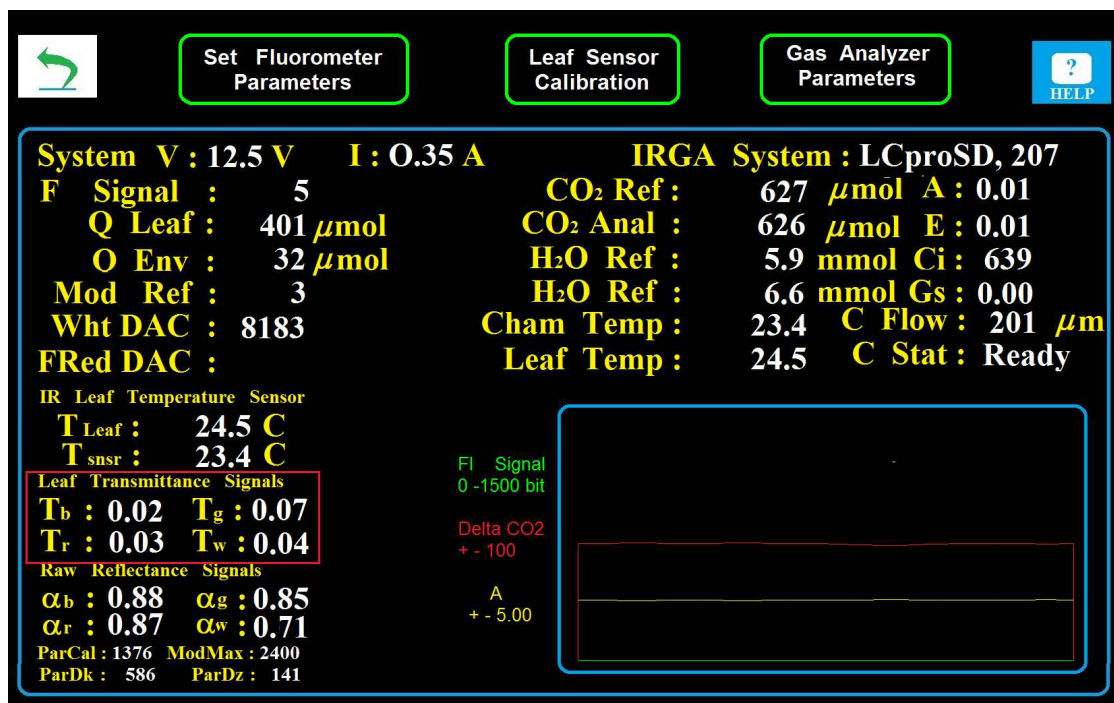 Set Fluorometer
Parameters
Leaf Sensor
Calibration
Gas Analyzer
Parameters
?
HELP
System V : 12.5 V I : O.35 A IRGA System : LCproSD, 207
F Signal : 5 CO₂ Ref : 627 μmol A : 0.01
Q Leaf : 401 μmol CO₂ Anal : 626 μmol E : 0.01
O Env : 32 μmol H₂O Ref : 5.9 mmol Ci : 639
Mod Ref : 3 H₂O Ref : 6.6 mmol Gs : 0.00
Wht DAC : 8183 Cham Temp : 23.4 C Flow : 201 μm
FRed DAC : Leaf Temp : 24.5 C Stat : Ready
IR Leaf Temperature Sensor
T Leaf : 24.5 C
T snsr : 23.4 C
Leaf Transmittance Signals
Tb : 0.02 Tg : 0.07
Tr : 0.03 Tw : 0.04
Raw Reflectance Signals
αb : 0.88 αg : 0.85
αr : 0.87 αw : 0.71
ParCal : 1376 ModMax : 2400
ParDk : 586 ParDz : 141
FI Signal
0 -1500 bit
Delta CO2
+ - 100
A
+ - 5.00